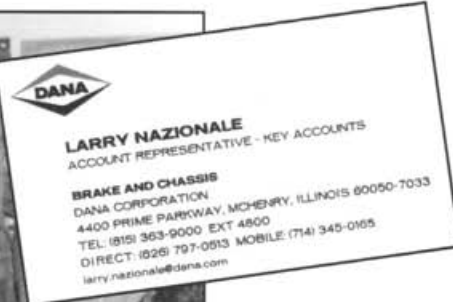 DANA
LARRY NAZIONALE
ACCOUNT REPRESENTATIVE - KEY ACCOUNTS
BRAKE AND CHASSIS
DANA CORPORATION
4400 PRIME PARKWAY, MCHENRY, ILLINOIS 60050-7033
TEL: (815) 363-9000 EXT 4800
DIRECT: (626) 797-0513 MOBILE: (714) 345-0165
larry.nazionale@dana.com